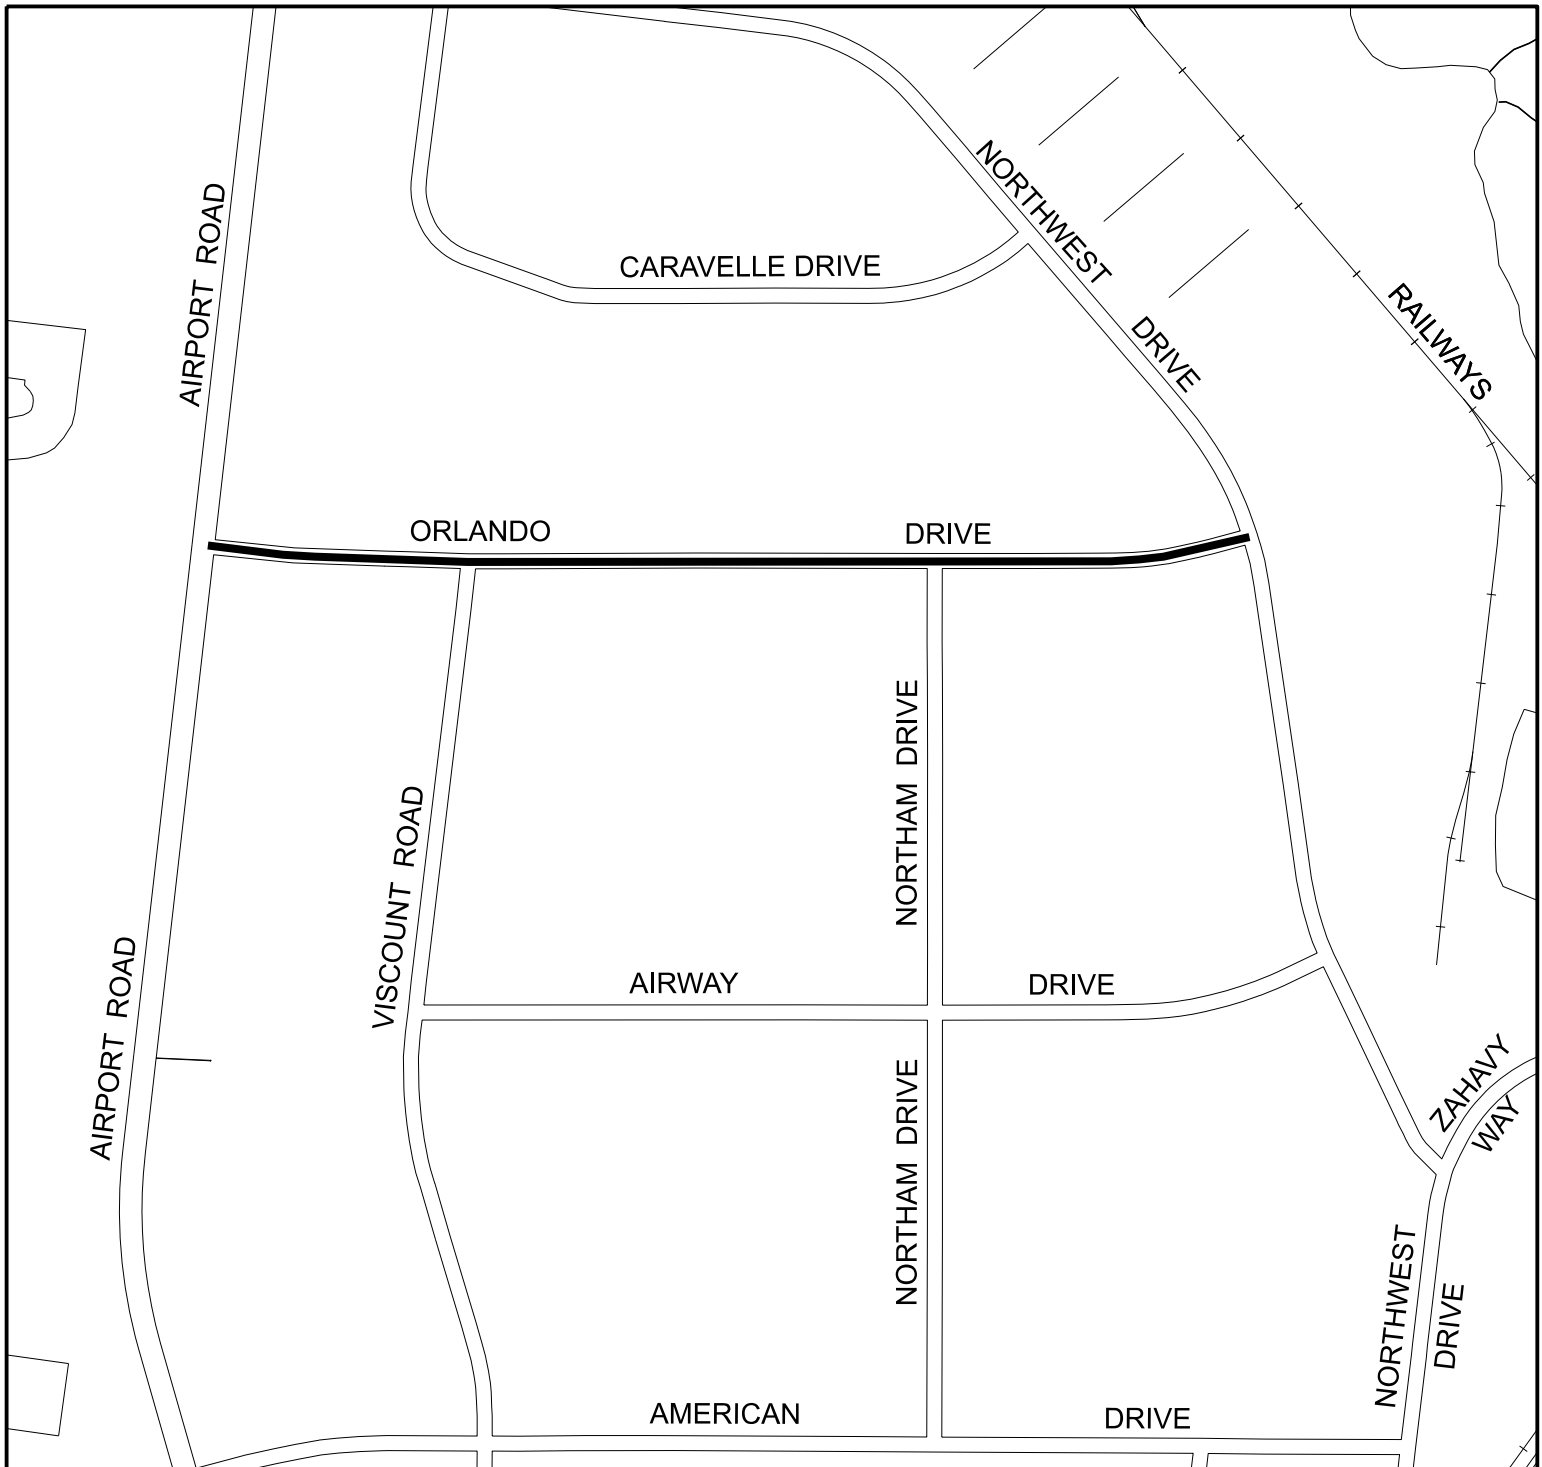 NORTHWEST DRIVE
AIRPORT ROAD
CARAVELLE DRIVE
RAILWAYS
ORLANDO DRIVE
NORTHAM DRIVE
VISCOUNT ROAD
AIRPORT ROAD
AIRWAY DRIVE
ZAHAVY
WAY
NORTHAM DRIVE
NORTHWEST
DRIVE
AMERICAN DRIVE